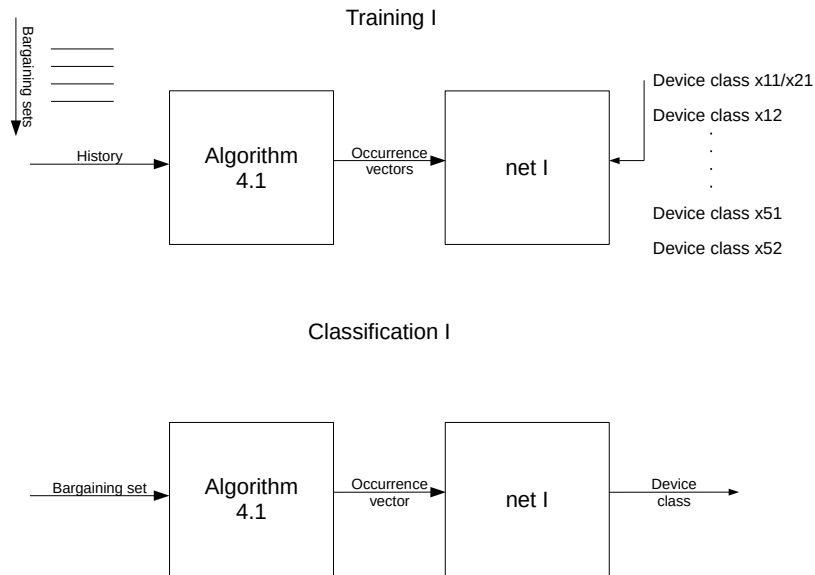 Training I
Bargaining sets
History
Algorithm
4.1
Occurrence
vectors
net I
Device class x11/x21
Device class x12
.
.
.
.
Device class x51
Device class x52
Classification I
Bargaining set
Algorithm
4.1
Occurrence
vector
net I
Device
class